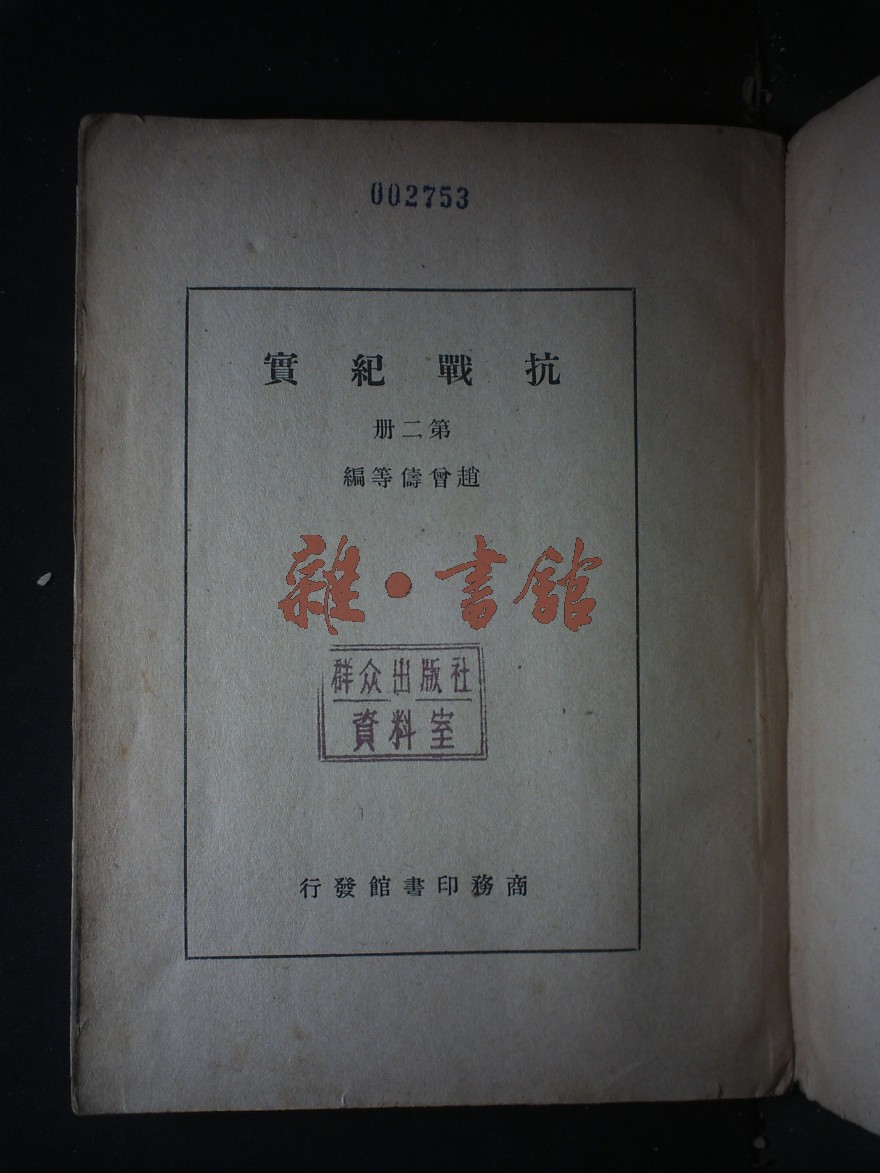 002753
抗戰紀實
第二册
趙曾儔等編
雜·書館
群众出版社
資料室
商務印書館發行